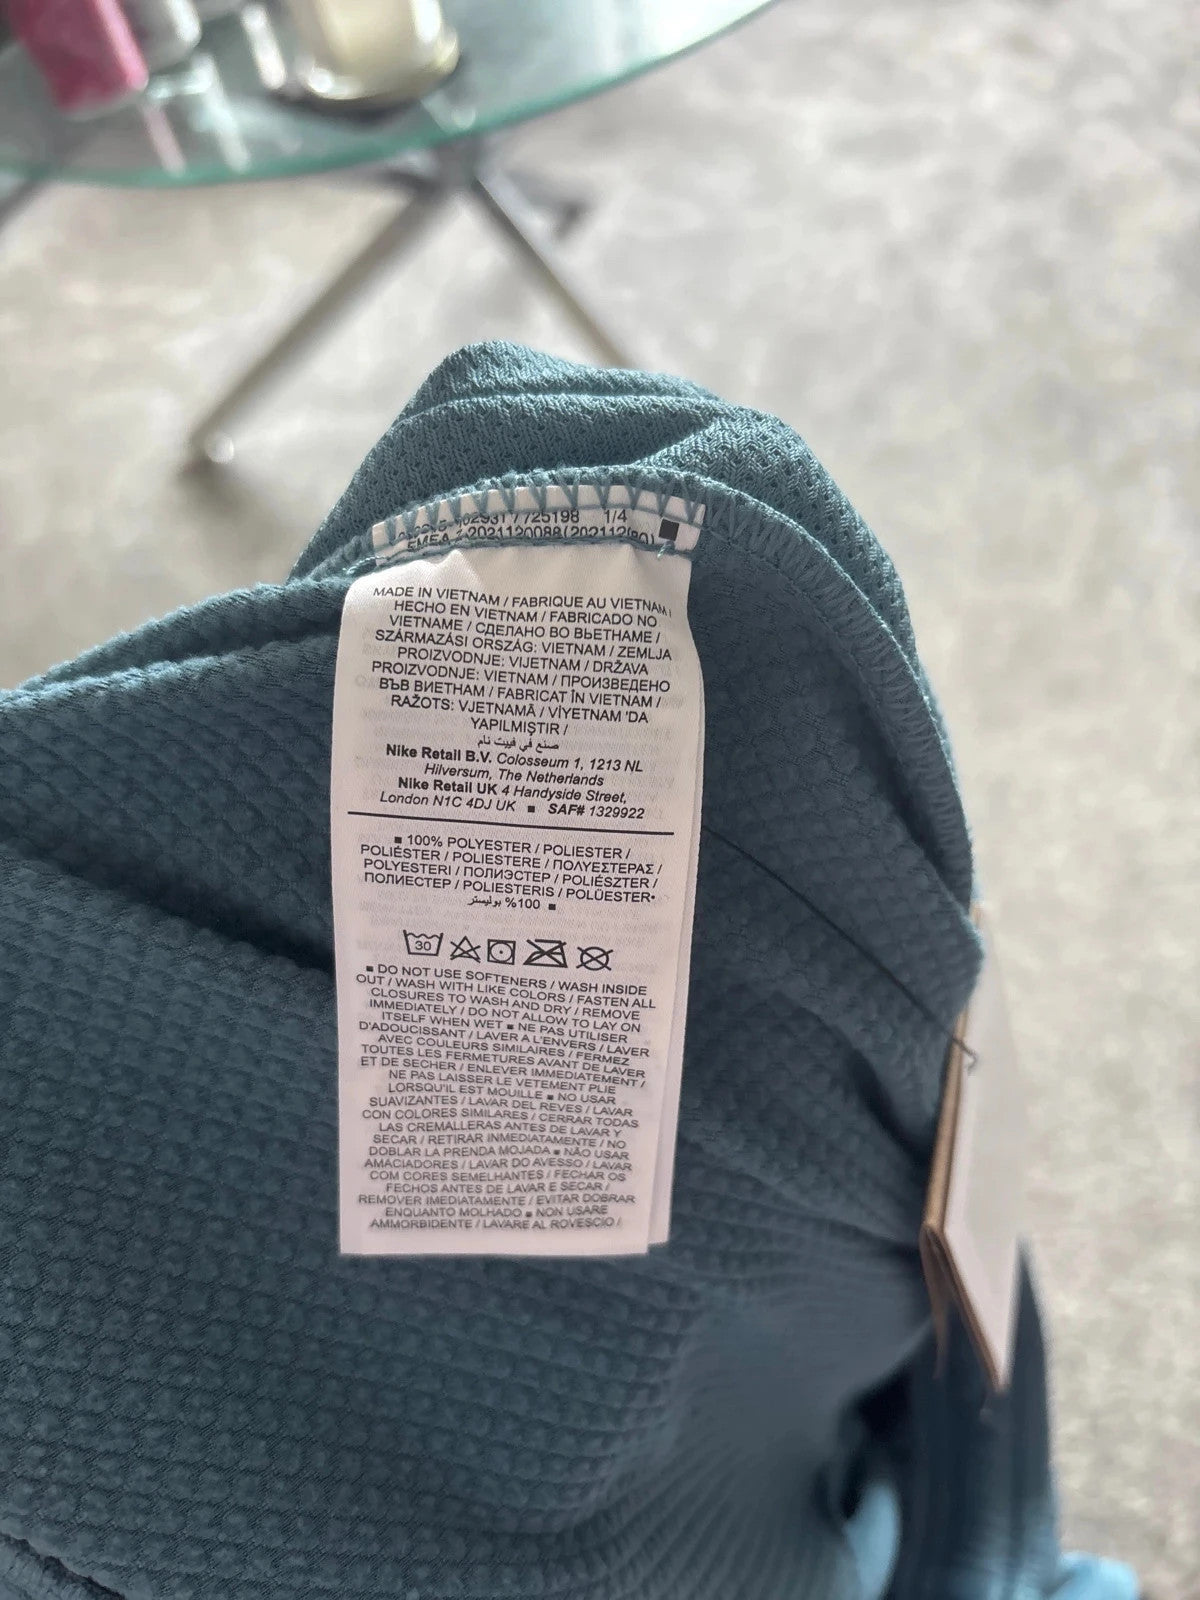 725198 1/4
EMEA
MADE IN VIETNAM / FABRIQUE AU VIETNAM /
HECHO EN VIETNAM / FABRICADO NO
VIETNAME / СДЕЛАНО ВО ВЬЕТНАМЕ /
SZÁRMAZÁSI ORSZÁG: VIETNAM / ZEMLJA
PROIZVODNJE: VIJETNAM / DRŽAVA
PROIZVODNJE: VIETNAM / ПРОИЗВЕДЕНО
ВЪВ ВИЕТНАМ / FABRICAT ÎN VIETNAM /
RAŽOTS: VJETNAMĀ / VİYETNAM 'DA
YAPILMIŞTIR /
صنع في فييت نام
Nike Retail B.V. Colosseum 1, 1213 NL
Hilversum, The Netherlands
Nike Retail UK 4 Handyside Street,
London N1C 4DJ UK ■ SAF# 1329922
■ 100% POLYESTER / POLIESTER /
POLIÉSTER / POLIESTERE / ΠΟΛΥΕΣΤΕΡΑΣ /
POLYESTERI / ПОЛИЭСТЕР / POLIÉSZTER /
ПОЛИЕСТЕР / POLIESTERIS / POLÜESTER•
100% بوليستر ■
30
■ DO NOT USE SOFTENERS / WASH INSIDE
OUT / WASH WITH LIKE COLORS / FASTEN ALL
CLOSURES TO WASH AND DRY / REMOVE
IMMEDIATELY / DO NOT ALLOW TO LAY ON
ITSELF WHEN WET ■ NE PAS UTILISER
D'ADOUCISSANT / LAVER A L'ENVERS / LAVER
AVEC COULEURS SIMILAIRES / FERMEZ
TOUTES LES FERMETURES AVANT DE LAVER
ET DE SECHER / ENLEVER IMMEDIATEMENT /
NE PAS LAISSER LE VETEMENT PLIE
LORSQU'IL EST MOUILLE ■ NO USAR
SUAVIZANTES / LAVAR DEL REVES / LAVAR
CON COLORES SIMILARES / CERRAR TODAS
LAS CREMALLERAS ANTES DE LAVAR Y
SECAR / RETIRAR INMEDIATAMENTE / NO
DOBLAR LA PRENDA MOJADA ■ NÃO USAR
AMACIADORES / LAVAR DO AVESSO / LAVAR
COM CORES SEMELHANTES / FECHAR OS
FECHOS ANTES DE LAVAR E SECAR /
REMOVER IMEDIATAMENTE / EVITAR DOBRAR
ENQUANTO MOLHADO ■ NON USARE
AMMORBIDENTE / LAVARE AL ROVESCIO /